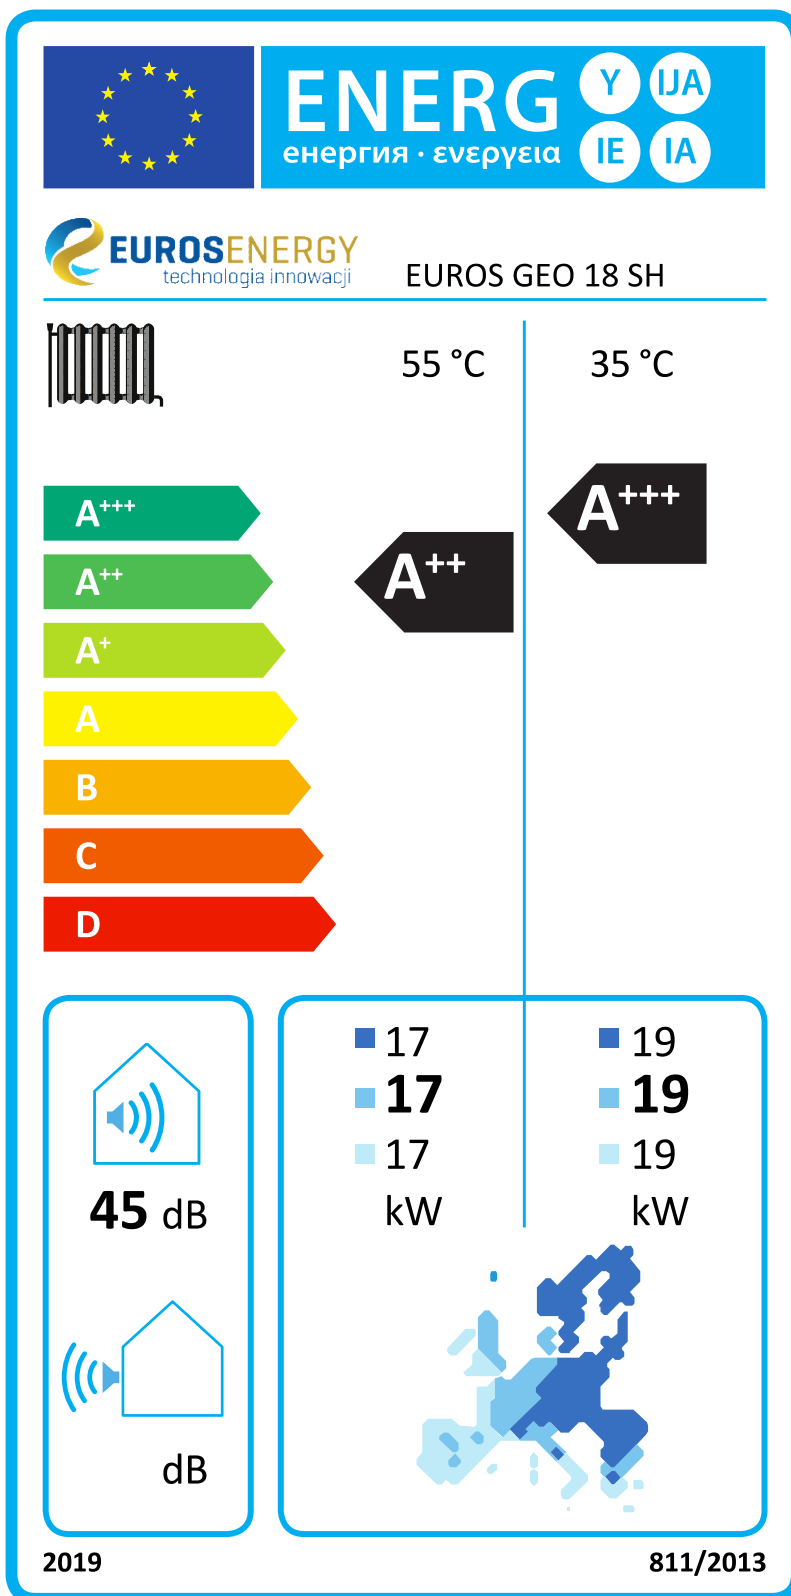 ENERG Y IJA
енергия · ενεργεια IE IA
EUROSENERGY
technologia innowacji
EUROS GEO 18 SH
55 °C 35 °C
A+++
A+++
A++
A++
A+
A
B
C
D
17 19
17 19
17 19
kW kW
45 dB
dB
2019 811/2013